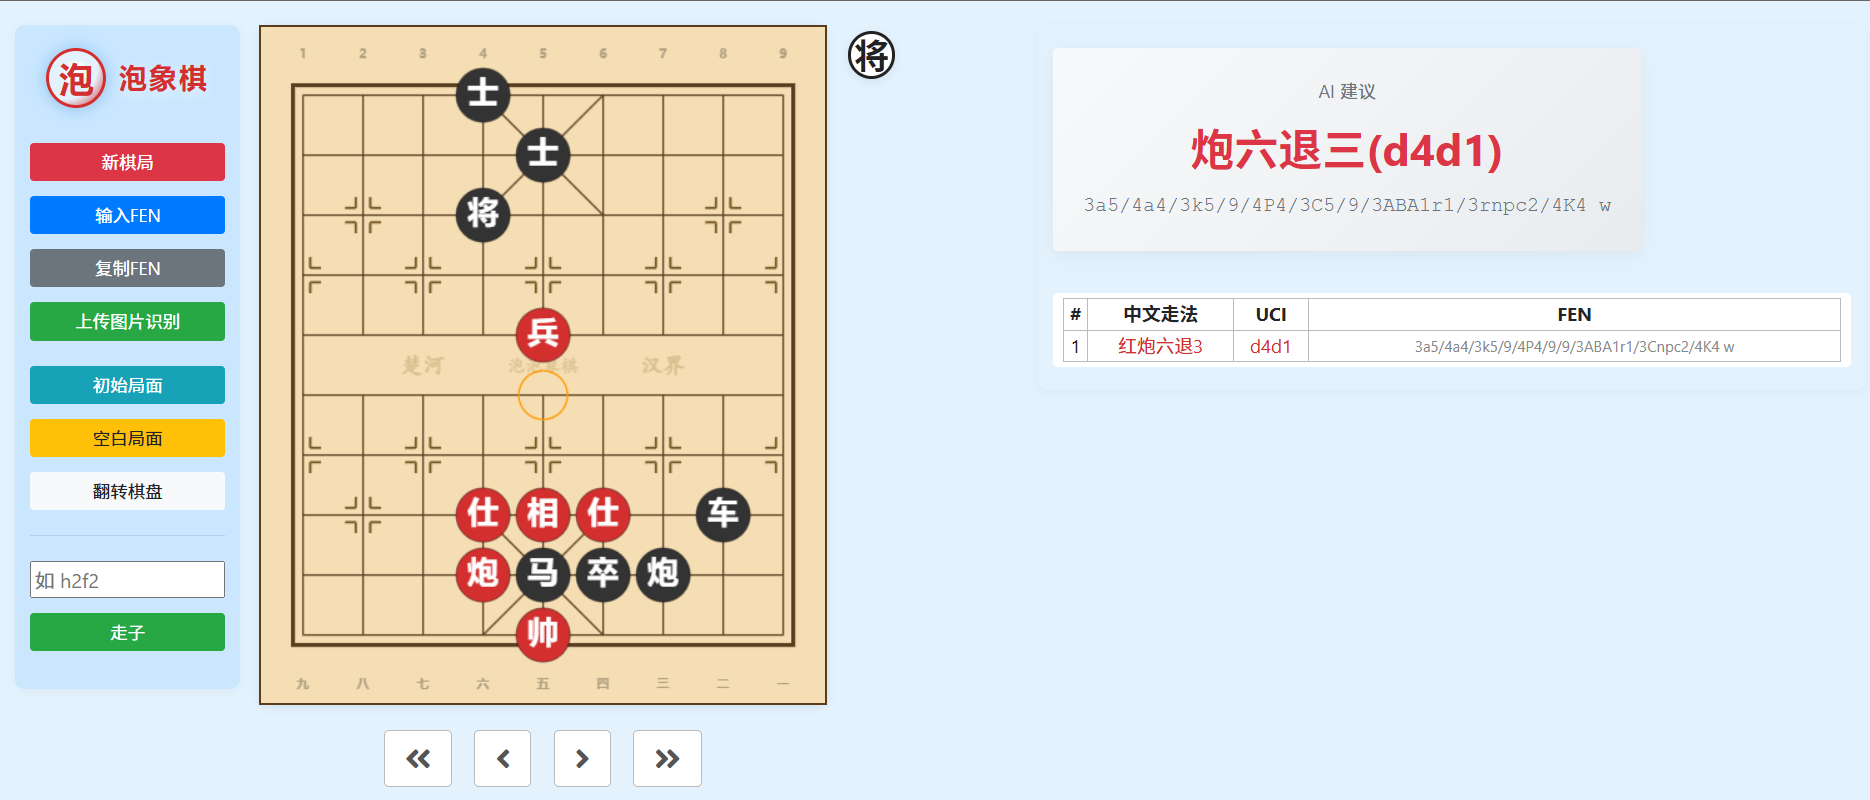 泡 泡象棋
新棋局
输入FEN
复制FEN
上传图片识别
初始局面
空白局面
翻转棋盘
如 h2f2
走子
1 2 3 4 5 6 7 8 9
士
士
将
兵
楚河 泡泡象棋 汉界
仕 相 仕 车
炮 马 卒 炮
帅
九 八 七 六 五 四 三 二 一
将
AI 建议
炮六退三(d4d1)
3a5/4a4/3k5/9/4P4/3C5/9/3ABA1r1/3rnpc2/4K4 w
# 中文走法 UCI FEN
1 红炮六退3 d4d1 3a5/4a4/3k5/9/4P4/9/9/3ABA1r1/3Cnpc2/4K4 w